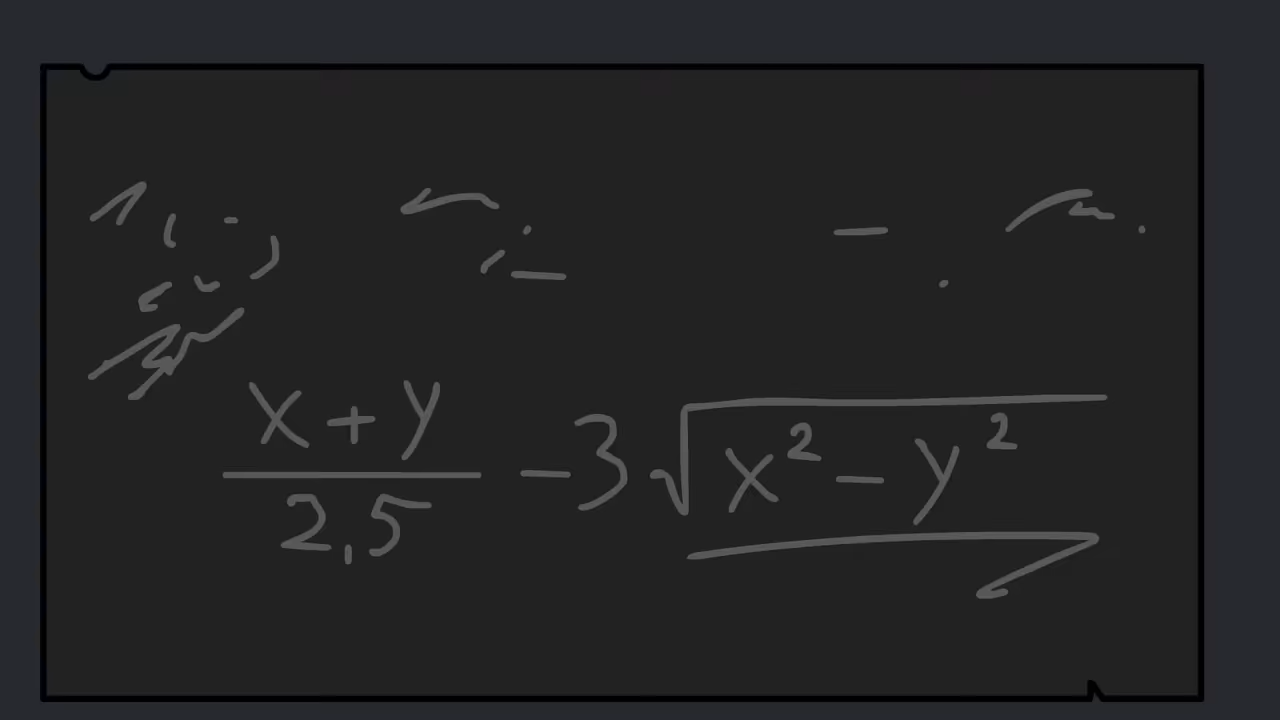 x + y / 2,5 - 3√(x² - y²)